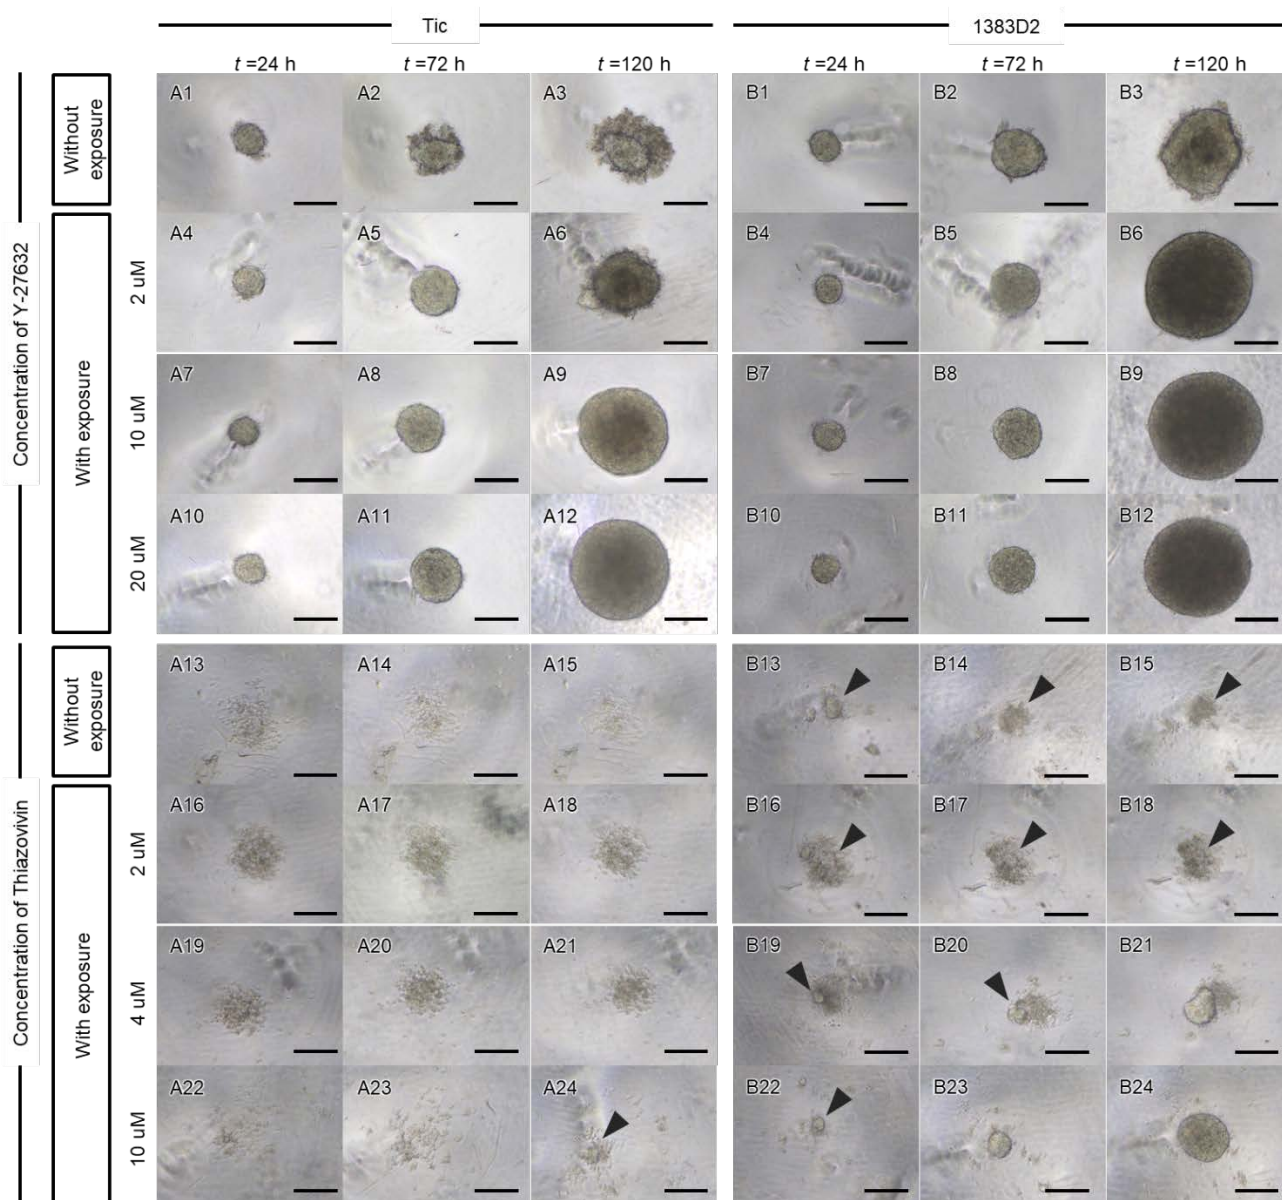 Tic 1383D2
t =24 h t =72 h t =120 h t =24 h t =72 h t =120 h
Concentration of Y-27632
Without
exposure
A1 A2 A3 B1 B2 B3
With exposure
2 uM
A4 A5 A6 B4 B5 B6
10 uM
A7 A8 A9 B7 B8 B9
20 uM
A10 A11 A12 B10 B11 B12
Concentration of Thiazovivin
Without
exposure
A13 A14 A15 B13 B14 B15
With exposure
2 uM
A16 A17 A18 B16 B17 B18
4 uM
A19 A20 A21 B19 B20 B21
10 uM
A22 A23 A24 B22 B23 B24